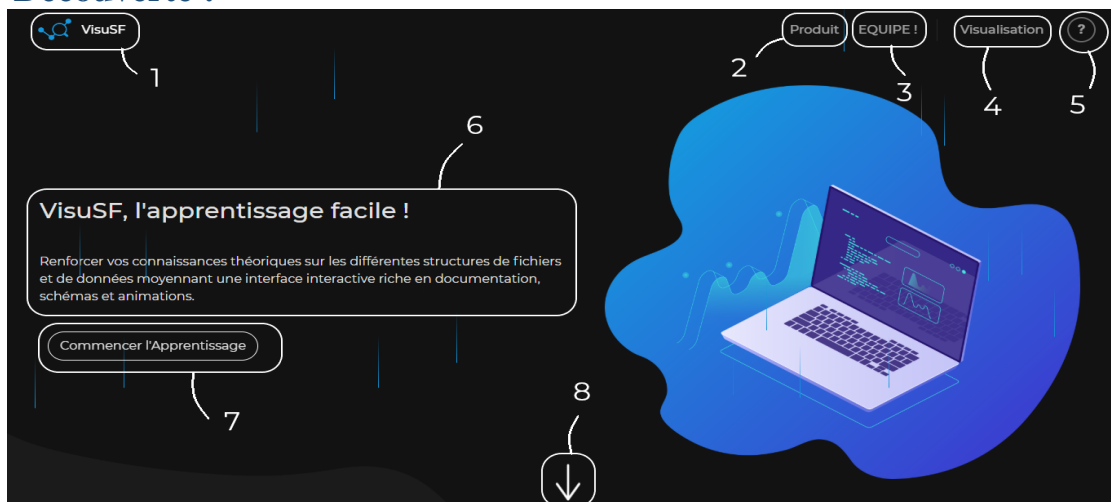 Découverte :
VisuSF
Produit
EQUIPE !
Visualisation
?
1
2
3
4
5
6
VisuSF, l'apprentissage facile !
Renforcer vos connaissances théoriques sur les différentes structures de fichiers
et de données moyennant une interface interactive riche en documentation,
schémas et animations.
Commencer l'Apprentissage
7
8